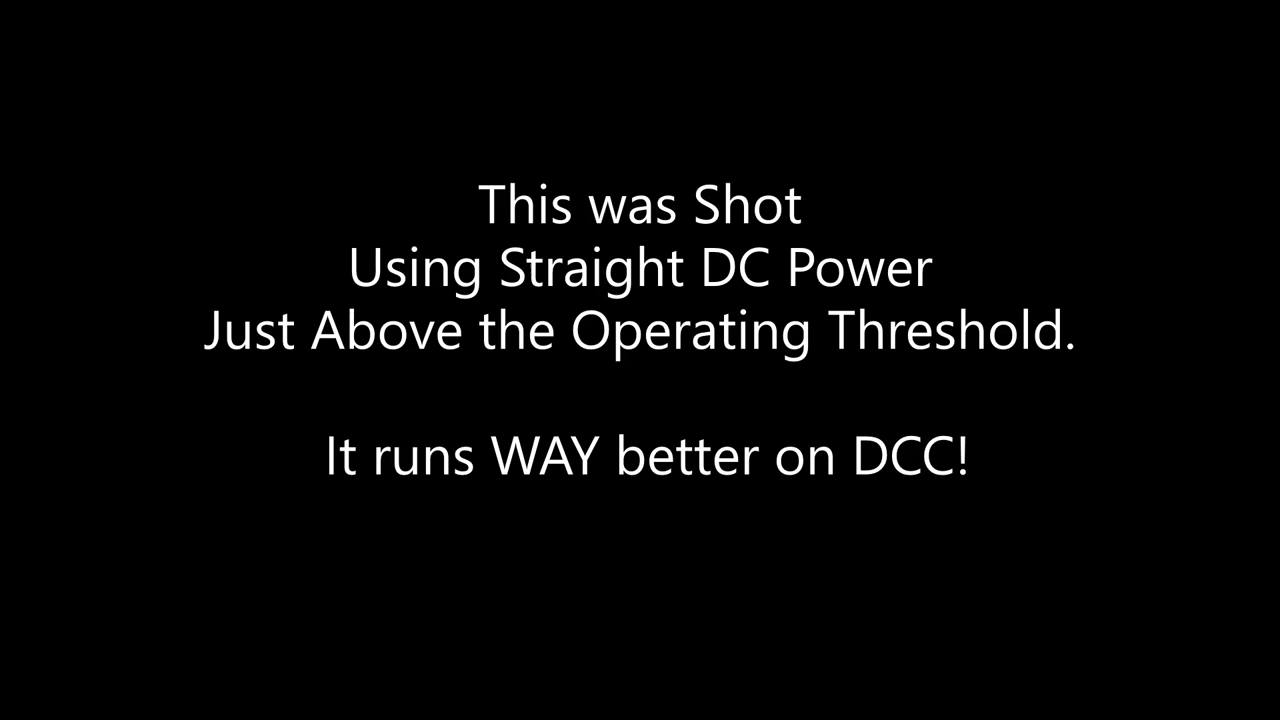 This was Shot
Using Straight DC Power
Just Above the Operating Threshold.
It runs WAY better on DCC!